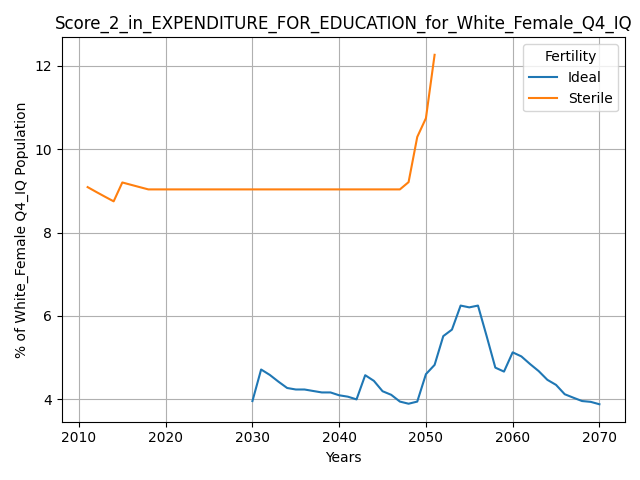 Score_2_in_EXPENDITURE_FOR_EDUCATION_for_White_Female_Q4_IQ
Fertility
Ideal
Sterile
% of White_Female Q4_IQ Population
12
10
8
6
4
2010 2020 2030 2040 2050 2060 2070
Years